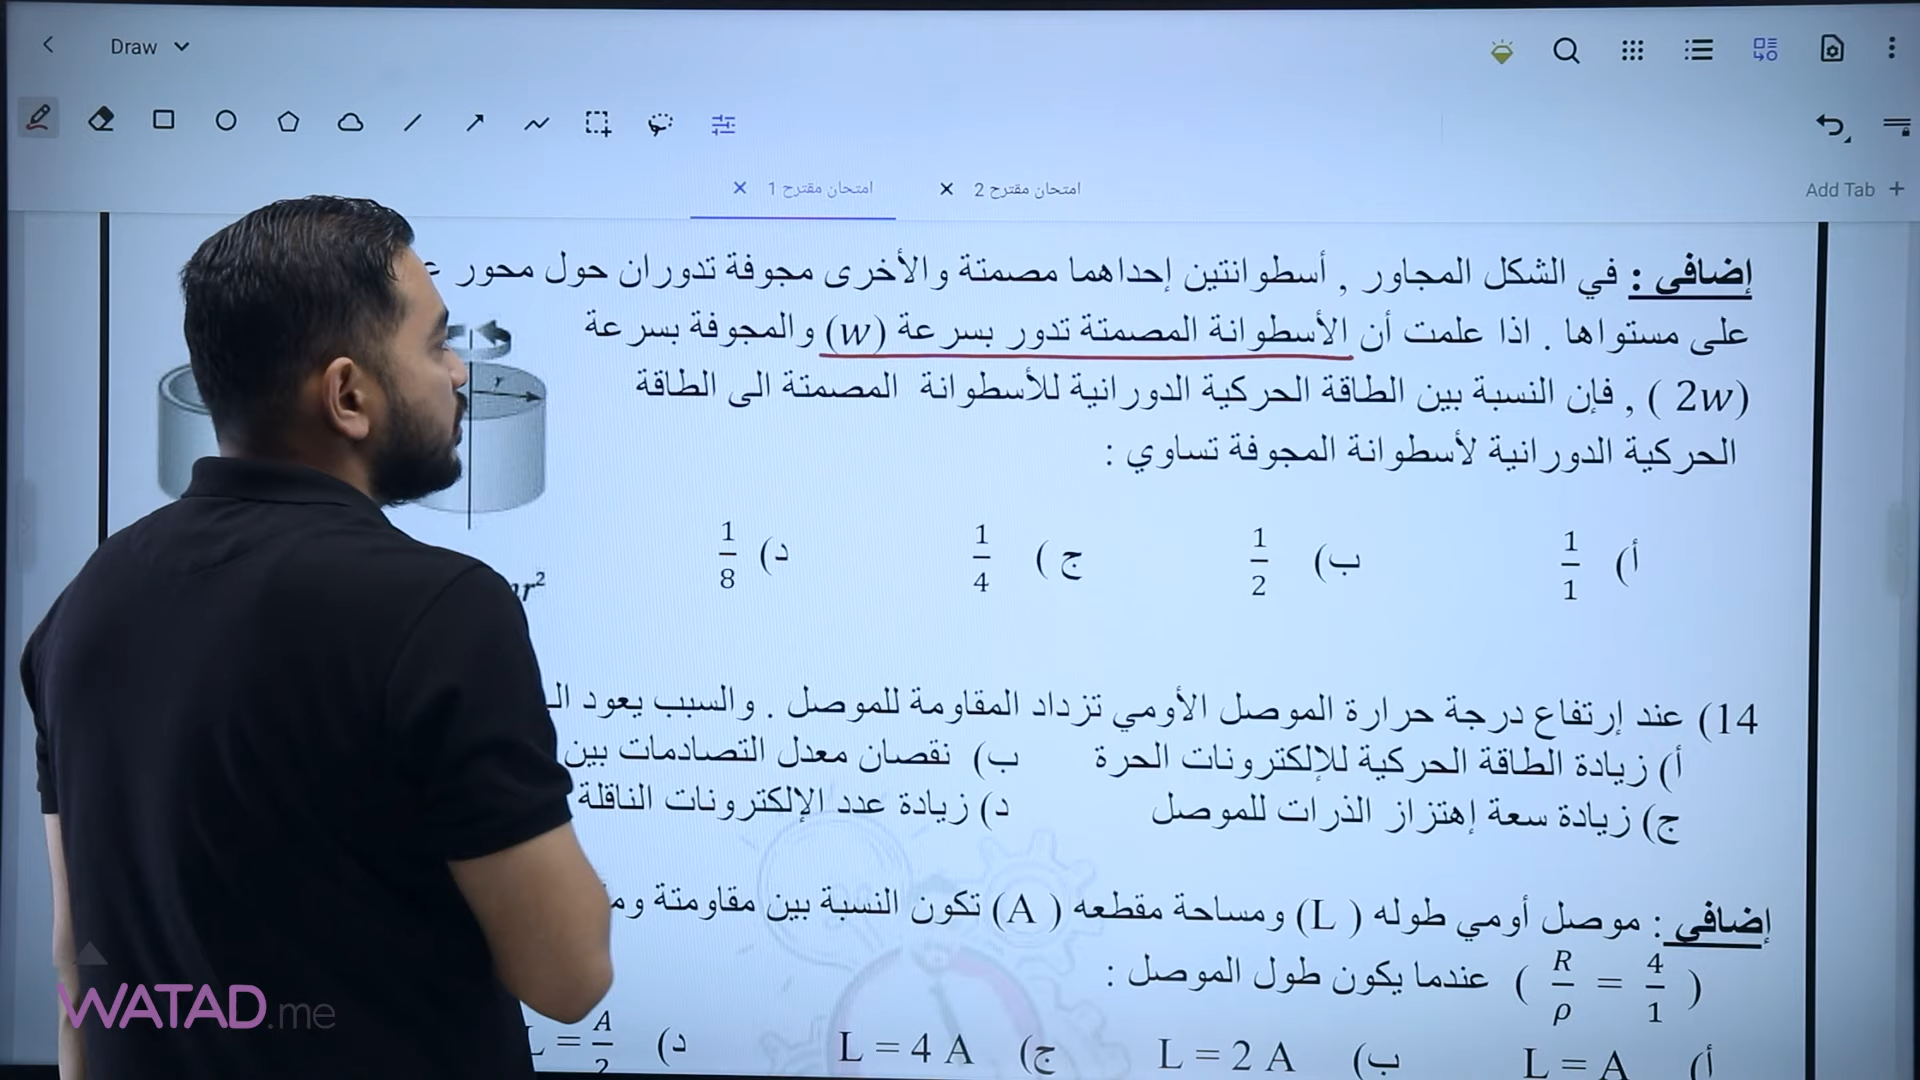 Draw
امتحان مقترح 1
امتحان مقترح 2
Add Tab
إضافي : في الشكل المجاور , أسطوانتين إحداهما مصمتة والأخرى مجوفة تدوران حول محور
على مستواها . اذا علمت أن الأسطوانة المصمتة تدور بسرعة (w) والمجوفة بسرعة
(2w ) , فإن النسبة بين الطاقة الحركية الدورانية للأسطوانة المصمتة الى الطاقة
الحركية الدورانية لأسطوانة المجوفة تساوي :
r
أ) 1/1 ب) 1/2 ج ) 1/4 د) 1/8
r²
14) عند إرتفاع درجة حرارة الموصل الأومي تزداد المقاومة للموصل . والسبب يعود
أ) زيادة الطاقة الحركية للإلكترونات الحرة ب) نقصان معدل التصادمات بين
ج) زيادة سعة إهتزاز الذرات للموصل د) زيادة عدد الإلكترونات الناقلة
إضافي : موصل أومي طوله ( L) ومساحة مقطعه ( A) تكون النسبة بين مقاومتة
( R/ρ = 4/1 ) عندما يكون طول الموصل :
أ) L = A ب) L = 2 A ج) L = 4 A د) L = A/2
WATAD.me